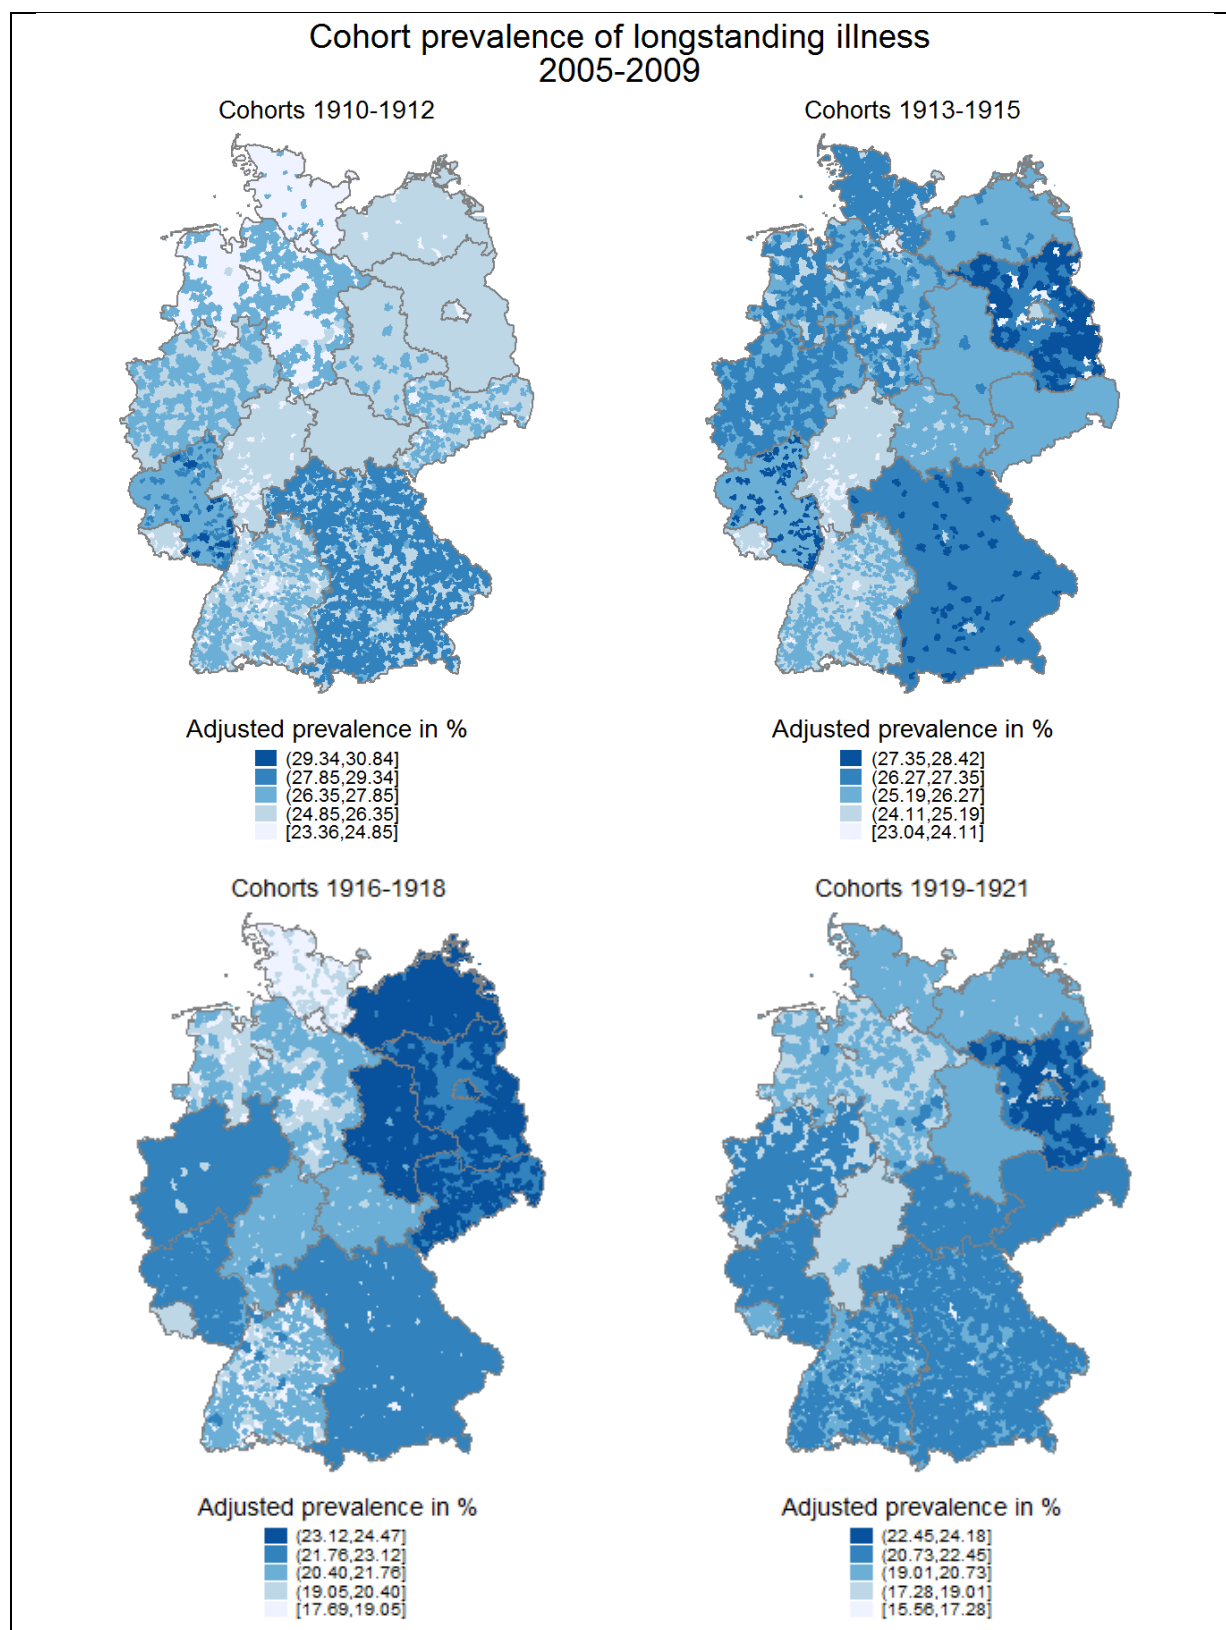 Cohort prevalence of longstanding illness
2005-2009
Cohorts 1910-1912
Adjusted prevalence in %
(29.34,30.84]
(27.85,29.34]
(26.35,27.85]
(24.85,26.35]
[23.36,24.85]
Cohorts 1913-1915
Adjusted prevalence in %
(27.35,28.42]
(26.27,27.35]
(25.19,26.27]
(24.11,25.19]
[23.04,24.11]
Cohorts 1916-1918
Adjusted prevalence in %
(23.12,24.47]
(21.76,23.12]
(20.40,21.76]
(19.05,20.40]
[17.69,19.05]
Cohorts 1919-1921
Adjusted prevalence in %
(22.45,24.18]
(20.73,22.45]
(19.01,20.73]
(17.28,19.01]
[15.56,17.28]